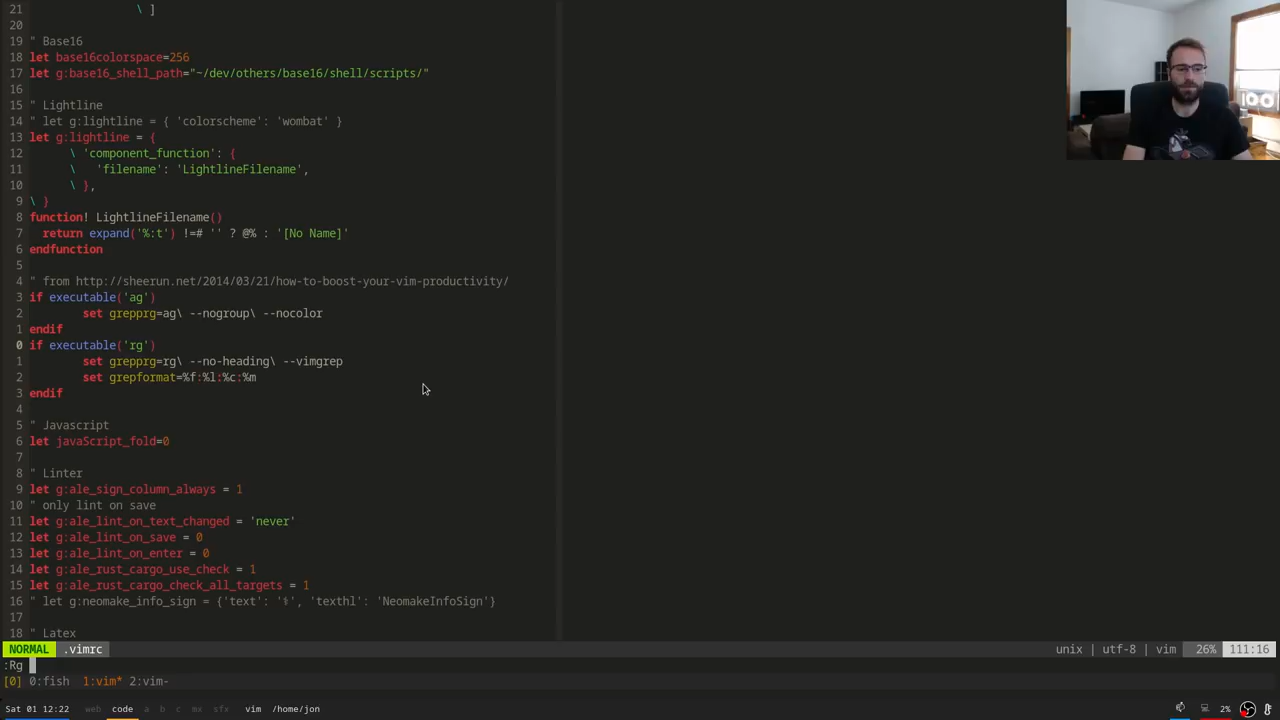 21                 \ ]
20
19 " Base16
18 let base16colorspace=256
17 let g:base16_shell_path="~/dev/others/base16/shell/scripts/"
16
15 " Lightline
14 " let g:lightline = { 'colorscheme': 'wombat' }
13 let g:lightline = {
12       \ 'component_function': {
11       \   'filename': 'LightlineFilename',
10       \ },
9 \ }
8 function! LightlineFilename()
7   return expand('%:t') !=# '' ? @% : '[No Name]'
6 endfunction
5
4 " from http://sheerun.net/2014/03/21/how-to-boost-your-vim-productivity/
3 if executable('ag')
2         set grepprg=ag\ --nogroup\ --nocolor
1 endif
0 if executable('rg')
1         set grepprg=rg\ --no-heading\ --vimgrep
2         set grepformat=%f:%l:%c:%m
3 endif
4
5 " Javascript
6 let javaScript_fold=0
7
8 " Linter
9 let g:ale_sign_column_always = 1
10 " only lint on save
11 let g:ale_lint_on_text_changed = 'never'
12 let g:ale_lint_on_save = 0
13 let g:ale_lint_on_enter = 0
14 let g:ale_rust_cargo_use_check = 1
15 let g:ale_rust_cargo_check_all_targets = 1
16 " let g:neomake_info_sign = {'text': '', 'texthl': 'NeomakeInfoSign'}
17
18 " Latex
NORMAL .vimrc unix | utf-8 | vim 26% 111:16
:Rg
[0] 0:fish 1:vim* 2:vim-
Sat 01 12:22 web code a b c me sfx vim /home/jon 2%